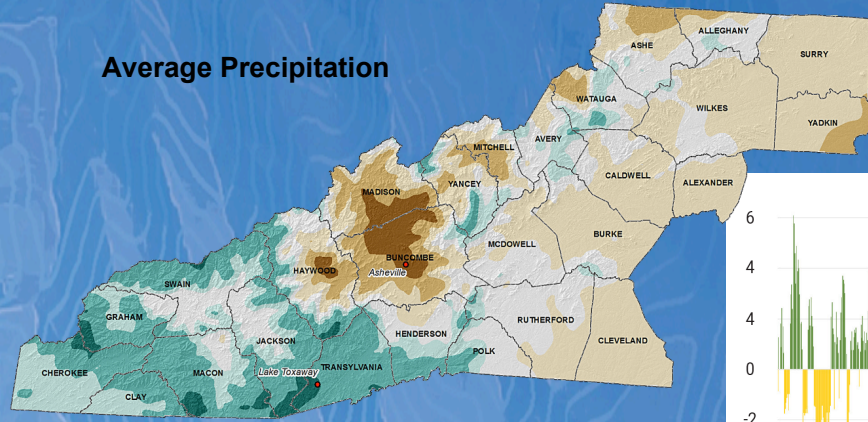 Average Precipitation
ASHE
ALLEGHANY
SURRY
WATAUGA
WILKES
YADKIN
AVERY
MITCHELL
CALDWELL
ALEXANDER
MADISON
YANCEY
BURKE
MCDOWELL
BUNCOMBE
Asheville
HAYWOOD
SWAIN
GRAHAM
RUTHERFORD
HENDERSON
CLEVELAND
JACKSON
POLK
CHEROKEE
MACON
Lake Toxaway
TRANSYLVANIA
CLAY
6
4
4
0
-2